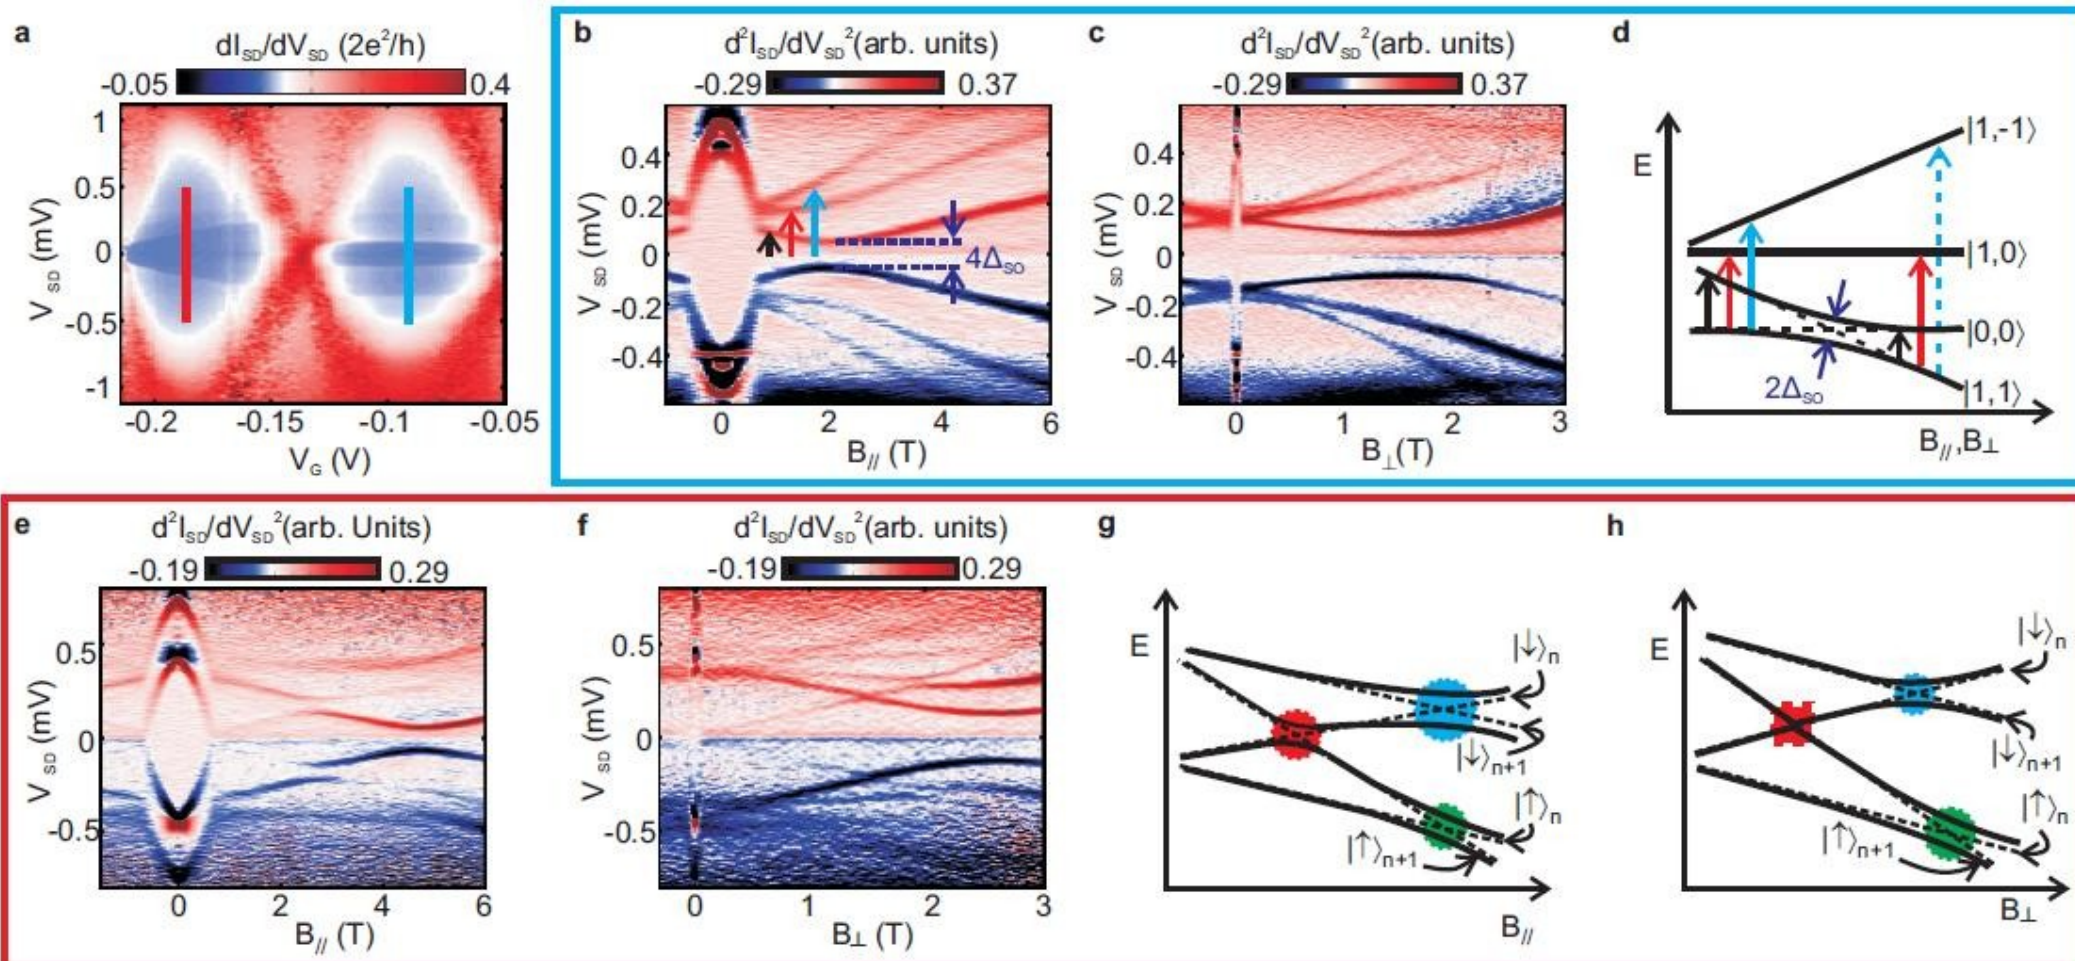 a
dI_SD/dV_SD (2e²/h)
-0.05 0.4
1
0.5
0
-0.5
-1
V_SD (mV)
-0.2 -0.15 -0.1 -0.05
V_G (V)
b
d²I_SD/dV_SD² (arb. units)
-0.29 0.37
0.4
0.2
0
-0.2
-0.4
V_SD (mV)
4Δ_SO
0 2 4 6
B_// (T)
c
d²I_SD/dV_SD² (arb. units)
-0.29 0.37
0.4
0.2
0
-0.2
-0.4
V_SD (mV)
0 1 2 3
B_⊥(T)
d
E
|1,-1⟩
|1,0⟩
|0,0⟩
|1,1⟩
2Δ_SO
B_//,B_⊥
e
d²I_SD/dV_SD²(arb. Units)
-0.19 0.29
0.5
0
-0.5
V_SD (mV)
0 2 4 6
B_// (T)
f
d²I_SD/dV_SD²(arb. units)
-0.19 0.29
0.5
0
-0.5
V_SD (mV)
0 1 2 3
B_⊥ (T)
g
E
|↓⟩_n
|↓⟩_n+1
|↑⟩_n
|↑⟩_n+1
B_//
h
E
|↓⟩_n
|↓⟩_n+1
|↑⟩_n
|↑⟩_n+1
B_⊥